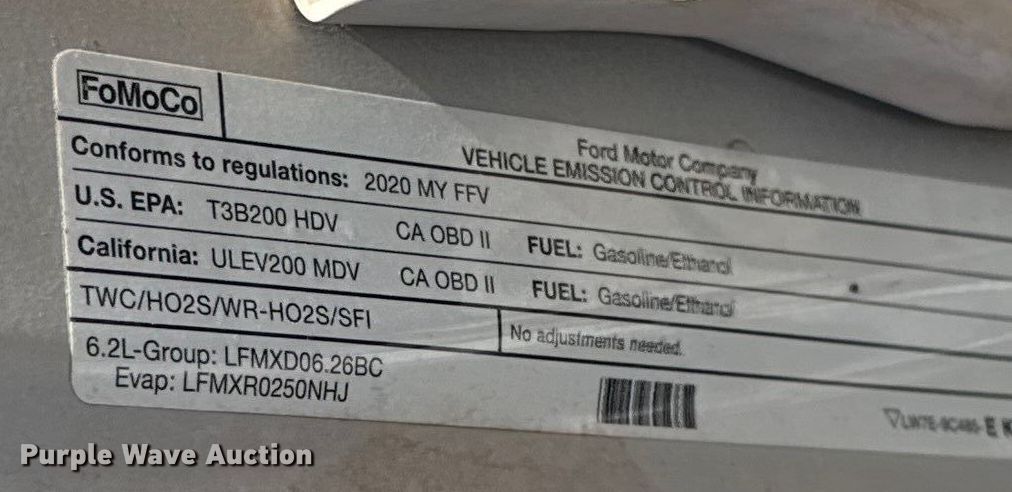 FoMoCo
Ford Motor Company
VEHICLE EMISSION CONTROL INFORMATION
Conforms to regulations: 2020 MY FFV
U.S. EPA: T3B200 HDV CA OBD II FUEL: Gasoline/Ethanol
California: ULEV200 MDV CA OBD II FUEL: Gasoline/Ethanol
TWC/HO2S/WR-HO2S/SFI
No adjustments needed.
6.2L-Group: LFMXD06.26BC
Evap: LFMXR0250NHJ
Purple Wave Auction